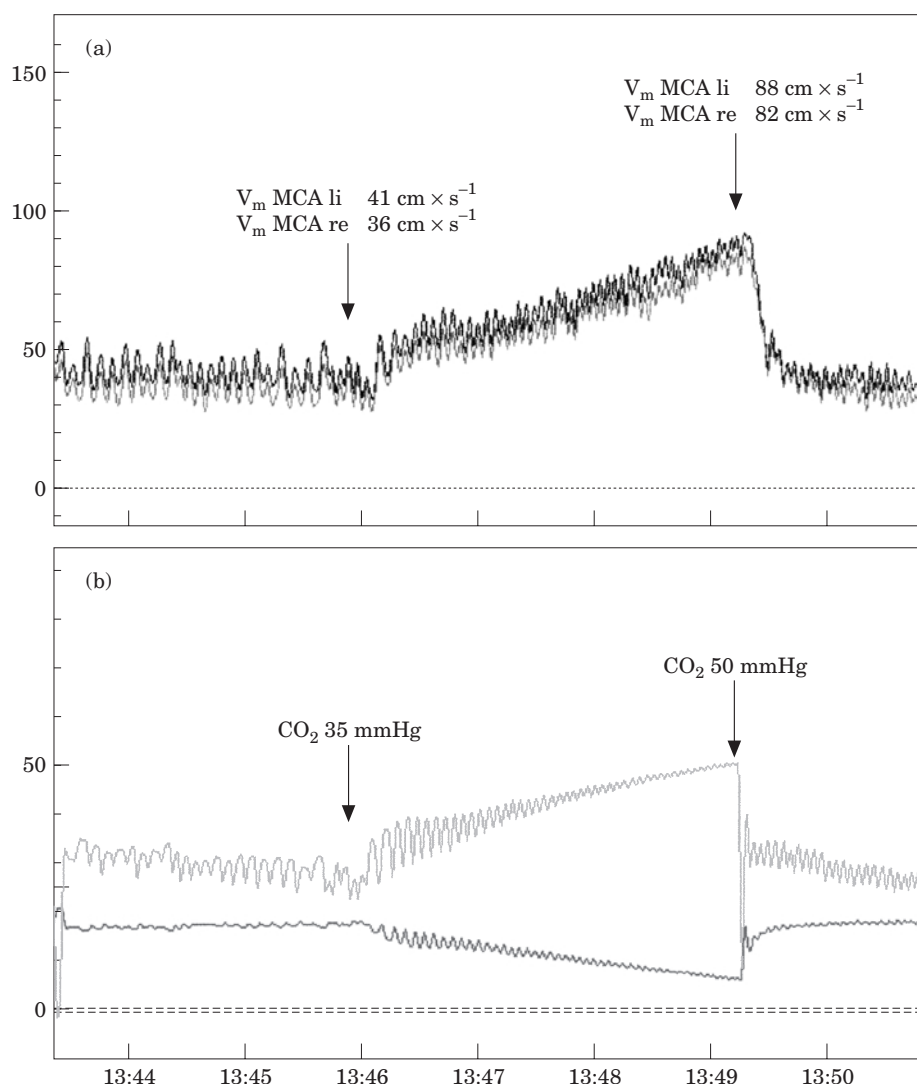 (a)
150
V_m MCA li 88 cm × s⁻¹
V_m MCA re 82 cm × s⁻¹
100
V_m MCA li 41 cm × s⁻¹
V_m MCA re 36 cm × s⁻¹
50
0
(b)
CO₂ 50 mmHg
CO₂ 35 mmHg
50
0
13:44 13:45 13:46 13:47 13:48 13:49 13:50